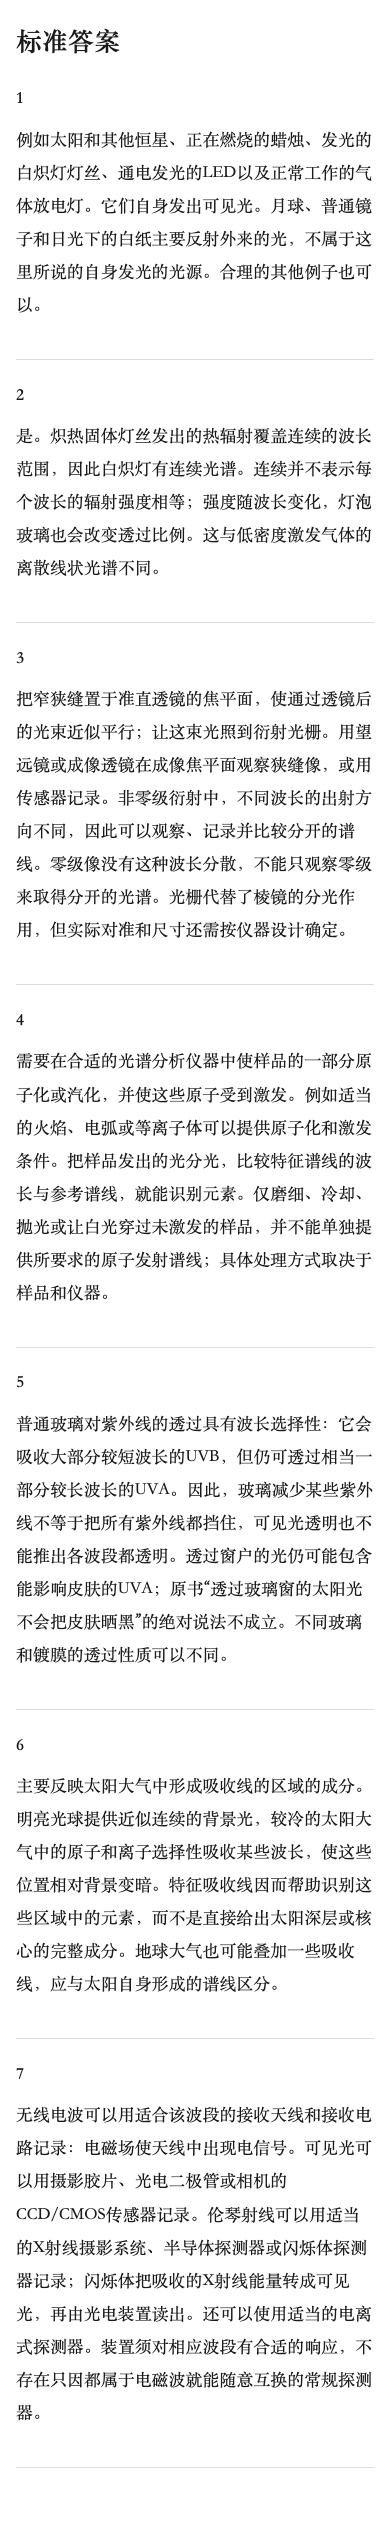 标准答案
1
例如太阳和其他恒星、正在燃烧的蜡烛、发光的
白炽灯灯丝、通电发光的LED以及正常工作的气
体放电灯。它们自身发出可见光。月球、普通镜
子和日光下的白纸主要反射外来的光，不属于这
里所说的自身发光的光源。合理的其他例子也可
以。
2
是。炽热固体灯丝发出的热辐射覆盖连续的波长
范围，因此白炽灯有连续光谱。连续并不表示每
个波长的辐射强度相等；强度随波长变化，灯泡
玻璃也会改变透过比例。这与低密度激发气体的
离散线状光谱不同。
3
把窄狭缝置于准直透镜的焦平面，使通过透镜后
的光束近似平行；让这束光照到衍射光栅。用望
远镜或成像透镜在成像焦平面观察狭缝像，或用
传感器记录。非零级衍射中，不同波长的出射方
向不同，因此可以观察、记录并比较分开的谱
线。零级像没有这种波长分散，不能只观察零级
来取得分开的光谱。光栅代替了棱镜的分光作
用，但实际对准和尺寸还需按仪器设计确定。
4
需要在合适的光谱分析仪器中使样品的一部分原
子化或汽化，并使这些原子受到激发。例如适当
的火焰、电弧或等离子体可以提供原子化和激发
条件。把样品发出的光分光，比较特征谱线的波
长与参考谱线，就能识别元素。仅磨细、冷却、
抛光或让白光穿过未激发的样品，并不能单独提
供所要求的原子发射谱线；具体处理方式取决于
样品和仪器。
5
普通玻璃对紫外线的透过具有波长选择性：它会
吸收大部分较短波长的UVB，但仍可透过相当一
部分较长波长的UVA。因此，玻璃减少某些紫外
线不等于把所有紫外线都挡住，可见光透明也不
能推出各波段都透明。透过窗户的光仍可能包含
能影响皮肤的UVA；原书“透过玻璃窗的太阳光
不会把皮肤晒黑”的绝对说法不成立。不同玻璃
和镀膜的透过性质可以不同。
6
主要反映太阳大气中形成吸收线的区域的成分。
明亮光球提供近似连续的背景光，较冷的太阳大
气中的原子和离子选择性吸收某些波长，使这些
位置相对背景变暗。特征吸收线因而帮助识别这
些区域中的元素，而不是直接给出太阳深层或核
心的完整成分。地球大气也可能叠加一些吸收
线，应与太阳自身形成的谱线区分。
7
无线电波可以用适合该波段的接收天线和接收电
路记录：电磁场使天线中出现电信号。可见光可
以用摄影胶片、光电二极管或相机的
CCD/CMOS传感器记录。伦琴射线可以用适当
的X射线摄影系统、半导体探测器或闪烁体探测
器记录；闪烁体把吸收的X射线能量转成可见
光，再由光电装置读出。还可以使用适当的电离
式探测器。装置须对相应波段有合适的响应，不
存在只因都属于电磁波就能随意互换的常规探测
器。